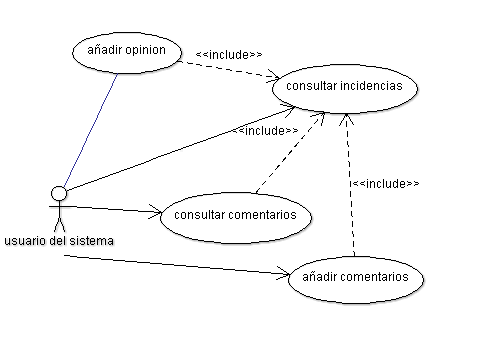 añadir opinion
<<include>>
consultar incidencias
<<include>>
<<include>>
consultar comentarios
usuario del sistema
añadir comentarios